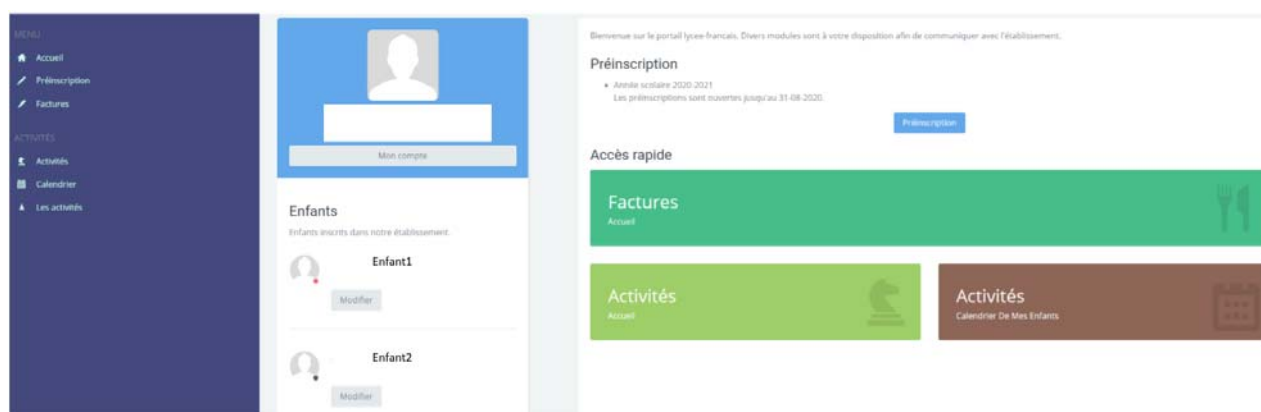 MENU
Accueil
Préinscription
Factures
ACTIVITÉS
Activités
Calendrier
Les activités
Mon compte
Enfants
Enfants inscrits dans notre établissement.
Enfant1
Modifier
Enfant2
Modifier
Bienvenue sur le portail lycee-francais. Divers modules sont à votre disposition afin de communiquer avec l'établissement.
Préinscription
Année scolaire 2020-2021
Les préinscriptions sont ouvertes jusqu'au 31-08-2020.
Préinscription
Accès rapide
Factures
Accueil
Activités
Accueil
Activités
Calendrier De Mes Enfants